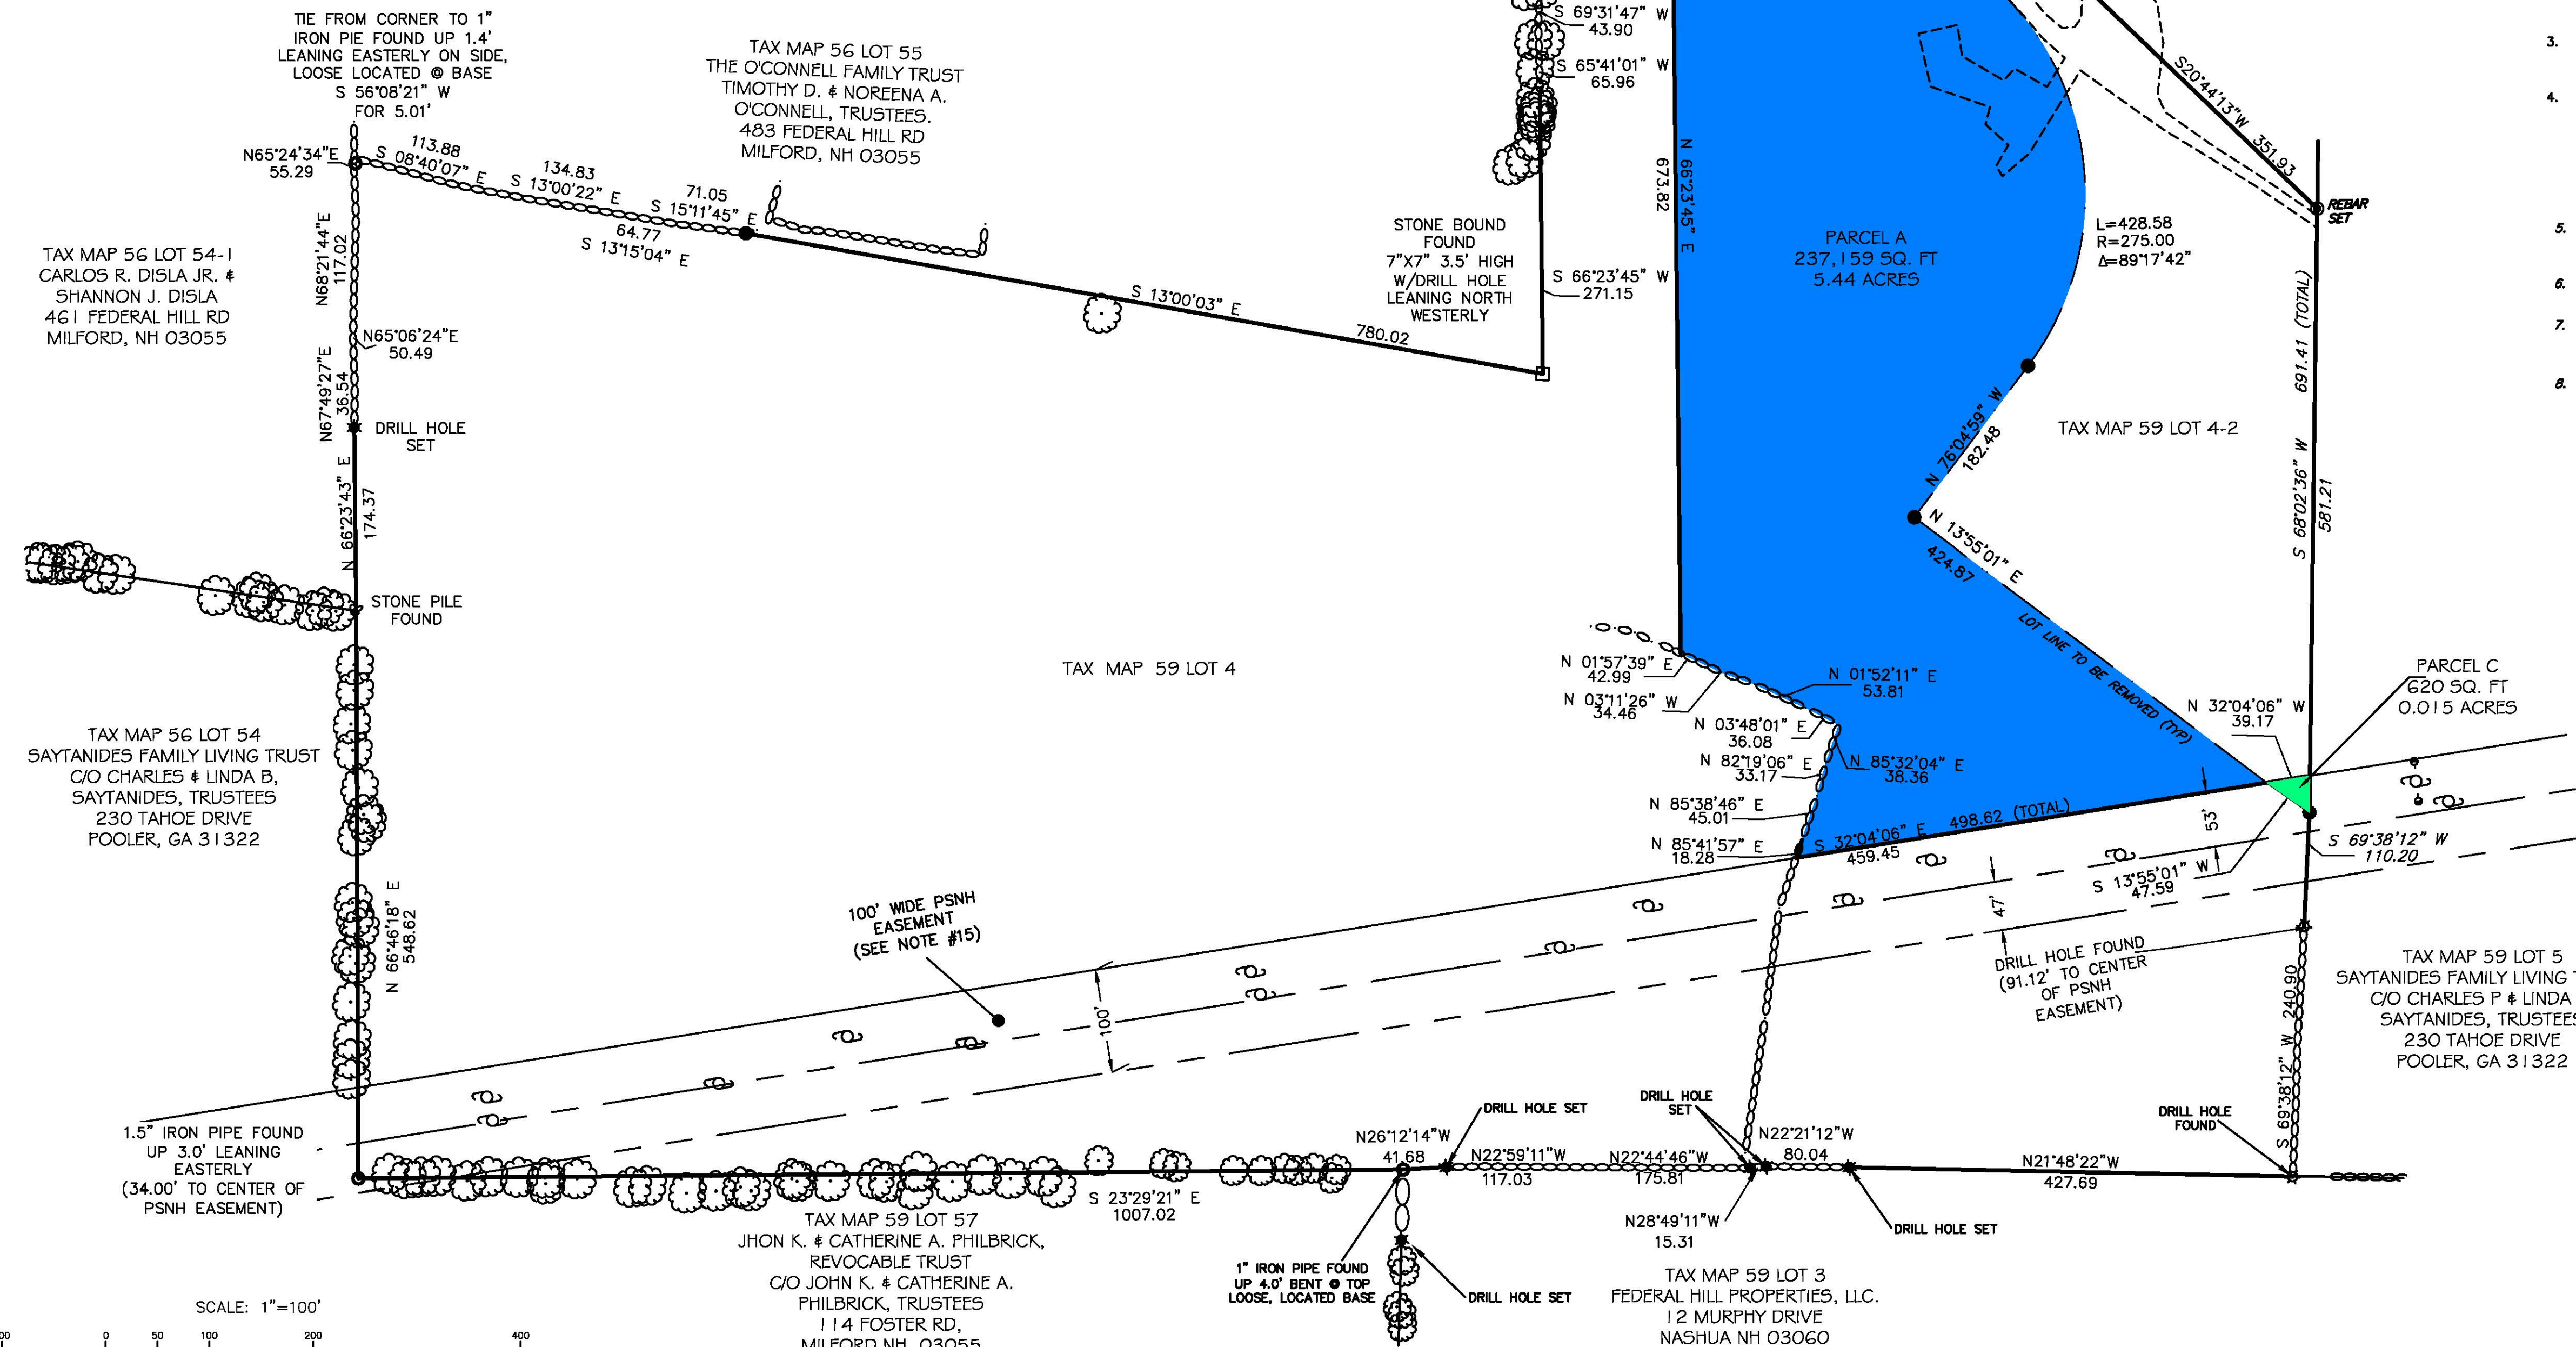 TIE FROM CORNER TO 1"
IRON PIE FOUND UP 1.4'
LEANING EASTERLY ON SIDE,
LOOSE LOCATED @ BASE
S 56°08'21" W
FOR 5.01'
TAX MAP 56 LOT 55
THE O'CONNELL FAMILY TRUST
TIMOTHY D. & NOREENA A.
O'CONNELL, TRUSTEES.
483 FEDERAL HILL RD
MILFORD, NH 03055
N65°24'34"E
55.29
113.88
S 08°40'07" E
134.83
S 13°00'22" E
71.05
S 15°11'45" E
64.77
S 13°15'04" E
S 13°00'03" E
780.02
S 69°31'47" W
43.90
S 65°41'01" W
65.96
STONE BOUND
FOUND
7"X7" 3.5' HIGH
W/DRILL HOLE
LEANING NORTH
WESTERLY
S 66°23'45" W
271.15
N 66°23'45" E
673.82
PARCEL A
237,159 SQ. FT
5.44 ACRES
L=428.58
R=275.00
Δ=89°17'42"
S20°44'13"W
351.93
REBAR
SET
3.
4.
5.
6.
7.
8.
TAX MAP 56 LOT 54-1
CARLOS R. DISLA JR. &
SHANNON J. DISLA
461 FEDERAL HILL RD
MILFORD, NH 03055
N68°21'44"E
117.02
N65°06'24"E
50.49
N67°49'27"E
36.54
DRILL HOLE
SET
N 66°23'43" E
174.37
STONE PILE
FOUND
TAX MAP 59 LOT 4
TAX MAP 59 LOT 4-2
N 76°04'59" W
182.48
N 13°55'01" E
424.87
LOT LINE TO BE REMOVED (TYP)
S 68°02'36" W 691.41 (TOTAL)
581.21
PARCEL C
620 SQ. FT
0.015 ACRES
N 32°04'06" W
39.17
N 01°57'39" E
42.99
N 03°11'26" W
34.46
N 01°52'11" E
53.81
N 03°48'01" E
36.08
N 82°19'06" E
33.17
N 85°32'04" E
38.36
N 85°38'46" E
45.01
N 85°41'57" E
18.28
S 32°04'06" E 498.62 (TOTAL)
459.45
53'
47'
S 13°55'01" W
47.59
S 69°38'12" W
110.20
TAX MAP 56 LOT 54
SAYTANIDES FAMILY LIVING TRUST
C/O CHARLES & LINDA B,
SAYTANIDES, TRUSTEES
230 TAHOE DRIVE
POOLER, GA 31322
N 66°46'18" E
548.62
100' WIDE PSNH
EASEMENT
(SEE NOTE #15)
100'
DRILL HOLE FOUND
(91.12' TO CENTER
OF PSNH
EASEMENT)
TAX MAP 59 LOT 5
SAYTANIDES FAMILY LIVING
C/O CHARLES P & LINDA
SAYTANIDES, TRUSTEES
230 TAHOE DRIVE
POOLER, GA 31322
S 69°38'12" W 240.90
1.5" IRON PIPE FOUND
UP 3.0' LEANING
EASTERLY
(34.00' TO CENTER OF
PSNH EASEMENT)
DRILL HOLE SET
DRILL HOLE
SET
DRILL HOLE
FOUND
N26°12'14"W
41.68
N22°59'11"W
117.03
N22°44'46"W
175.81
N22°21'12"W
80.04
N21°48'22"W
427.69
S 23°29'21" E
1007.02
N28°49'11"W
15.31
DRILL HOLE SET
TAX MAP 59 LOT 57
JHON K. & CATHERINE A. PHILBRICK,
REVOCABLE TRUST
C/O JOHN K. & CATHERINE A.
PHILBRICK, TRUSTEES
114 FOSTER RD,
MILFORD NH, 03055
1" IRON PIPE FOUND
UP 4.0' BENT @ TOP
LOOSE, LOCATED BASE
DRILL HOLE SET
TAX MAP 59 LOT 3
FEDERAL HILL PROPERTIES, LLC.
12 MURPHY DRIVE
NASHUA NH 03060
SCALE: 1"=100'
0 50 100 200 400